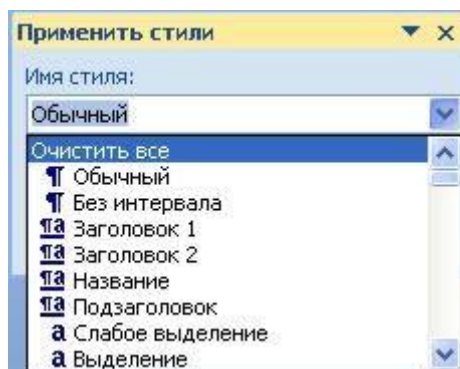 Применить стили
Имя стиля:
Обычный
Очистить все
¶ Обычный
¶ Без интервала
¶a Заголовок 1
¶a Заголовок 2
¶a Название
¶a Подзаголовок
a Слабое выделение
a Выделение